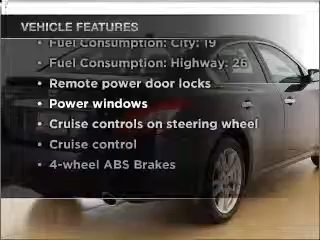 VEHICLE FEATURES
• Fuel Consumption: City: 19
• Fuel Consumption: Highway: 26
• Remote power door locks
• Power windows
• Cruise controls on steering wheel
• Cruise control
• 4-wheel ABS Brakes